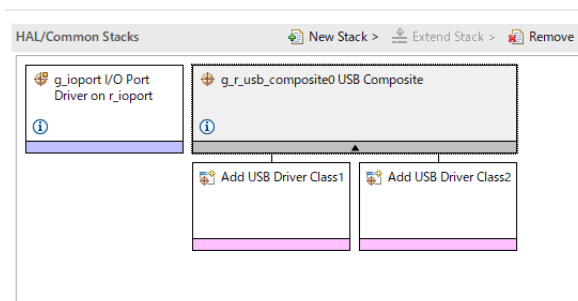 HAL/Common Stacks
New Stack > Extend Stack > Remove
g_ioport I/O Port
Driver on r_ioport
g_r_usb_composite0 USB Composite
Add USB Driver Class1
Add USB Driver Class2